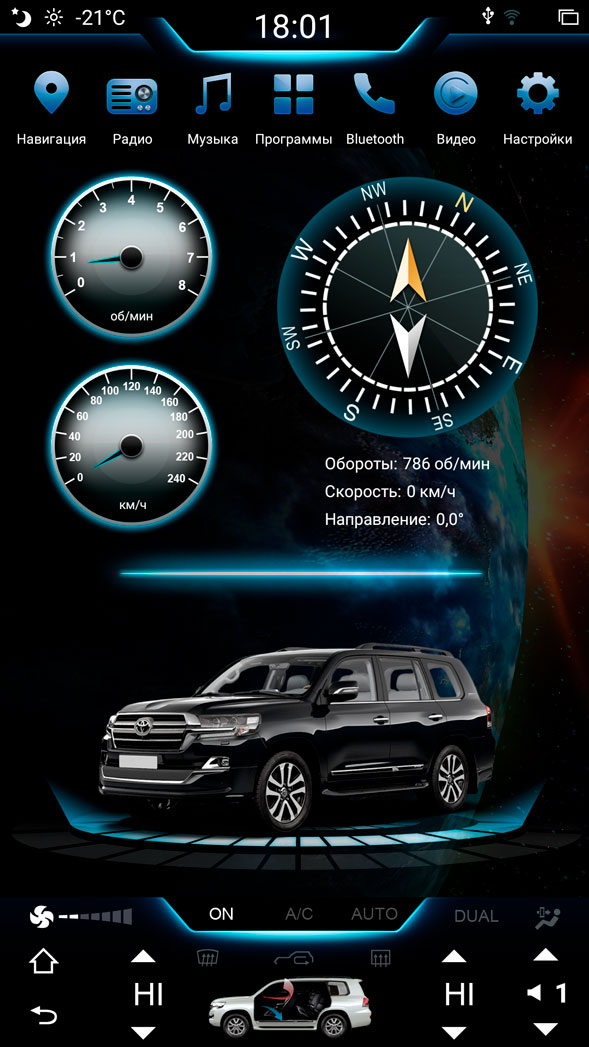 -21°C
18:01
Навигация Радио Музыка Программы Bluetooth Видео Настройки
0 1 2 3 4 5 6 7 8
об/мин
N NE E SE S SW W NW
0 20 40 60 80 100 120 140 160 180 200 220 240
км/ч
Обороты: 786 об/мин
Скорость: 0 км/ч
Направление: 0,0°
ON A/C AUTO DUAL
HI HI 1